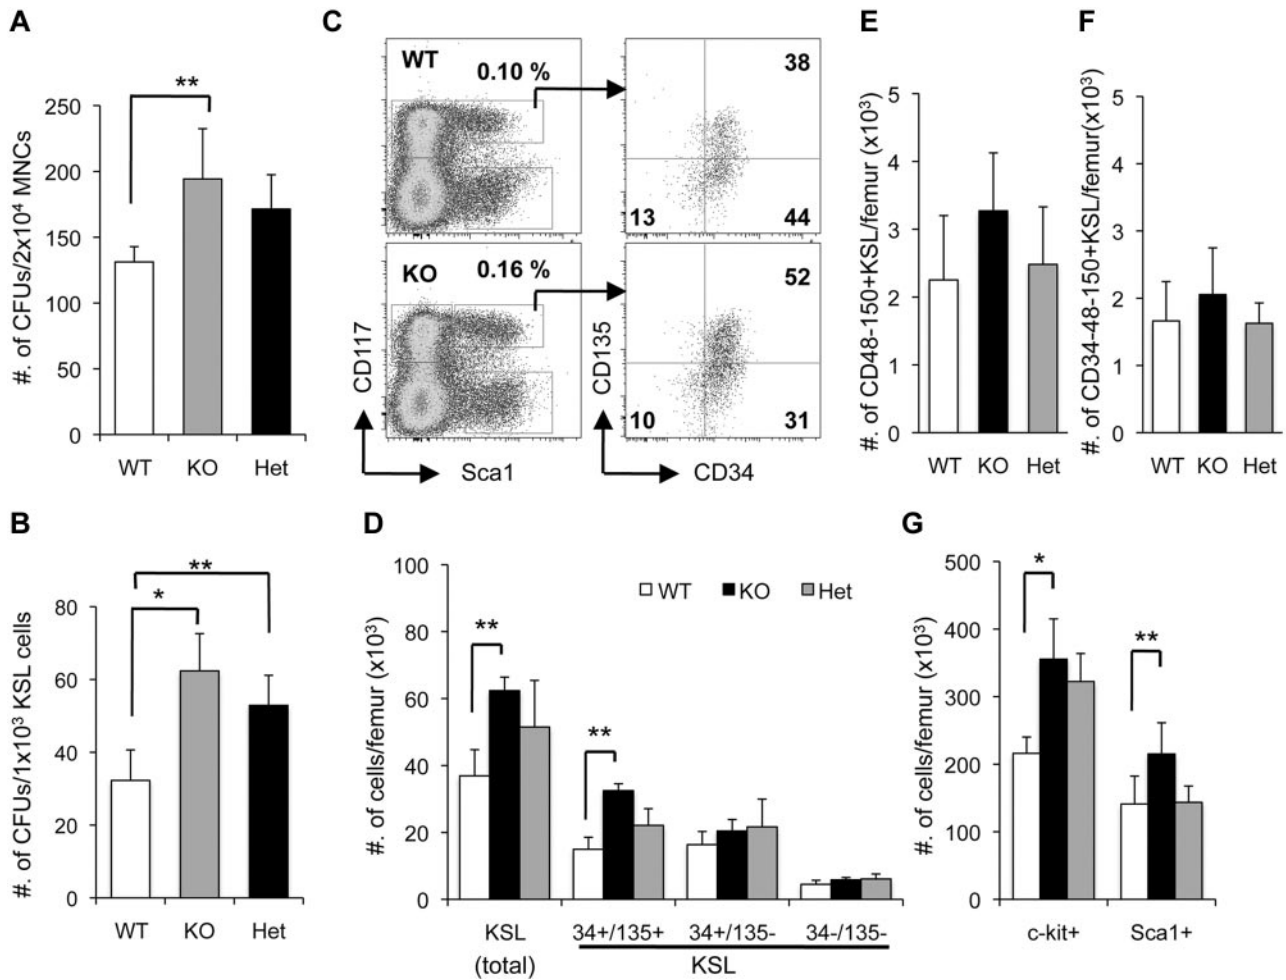 A
#. of CFUs/2x10⁴ MNCs
250
200
150
100
50
0
**
WT KO Het
B
#. of CFUs/1x10³ KSL cells
80
60
40
20
0
*
**
WT KO Het
C
WT
0.10 %
38
13
44
KO
0.16 %
52
10
31
CD117
Sca1
CD135
CD34
D
#. of cells/femur (x10³)
100
80
60
40
20
0
WT KO Het
**
**
KSL
(total)
34+/135+ 34+/135- 34-/135-
KSL
E
#. of CD48-150+KSL/femur (x10³)
5
4
3
2
1
0
WT KO Het
F
#. of CD34-48-150+KSL/femur(x10³)
5
4
3
2
1
0
WT KO Het
G
#. of cells/femur (x10³)
500
400
300
200
100
0
*
**
c-kit+ Sca1+